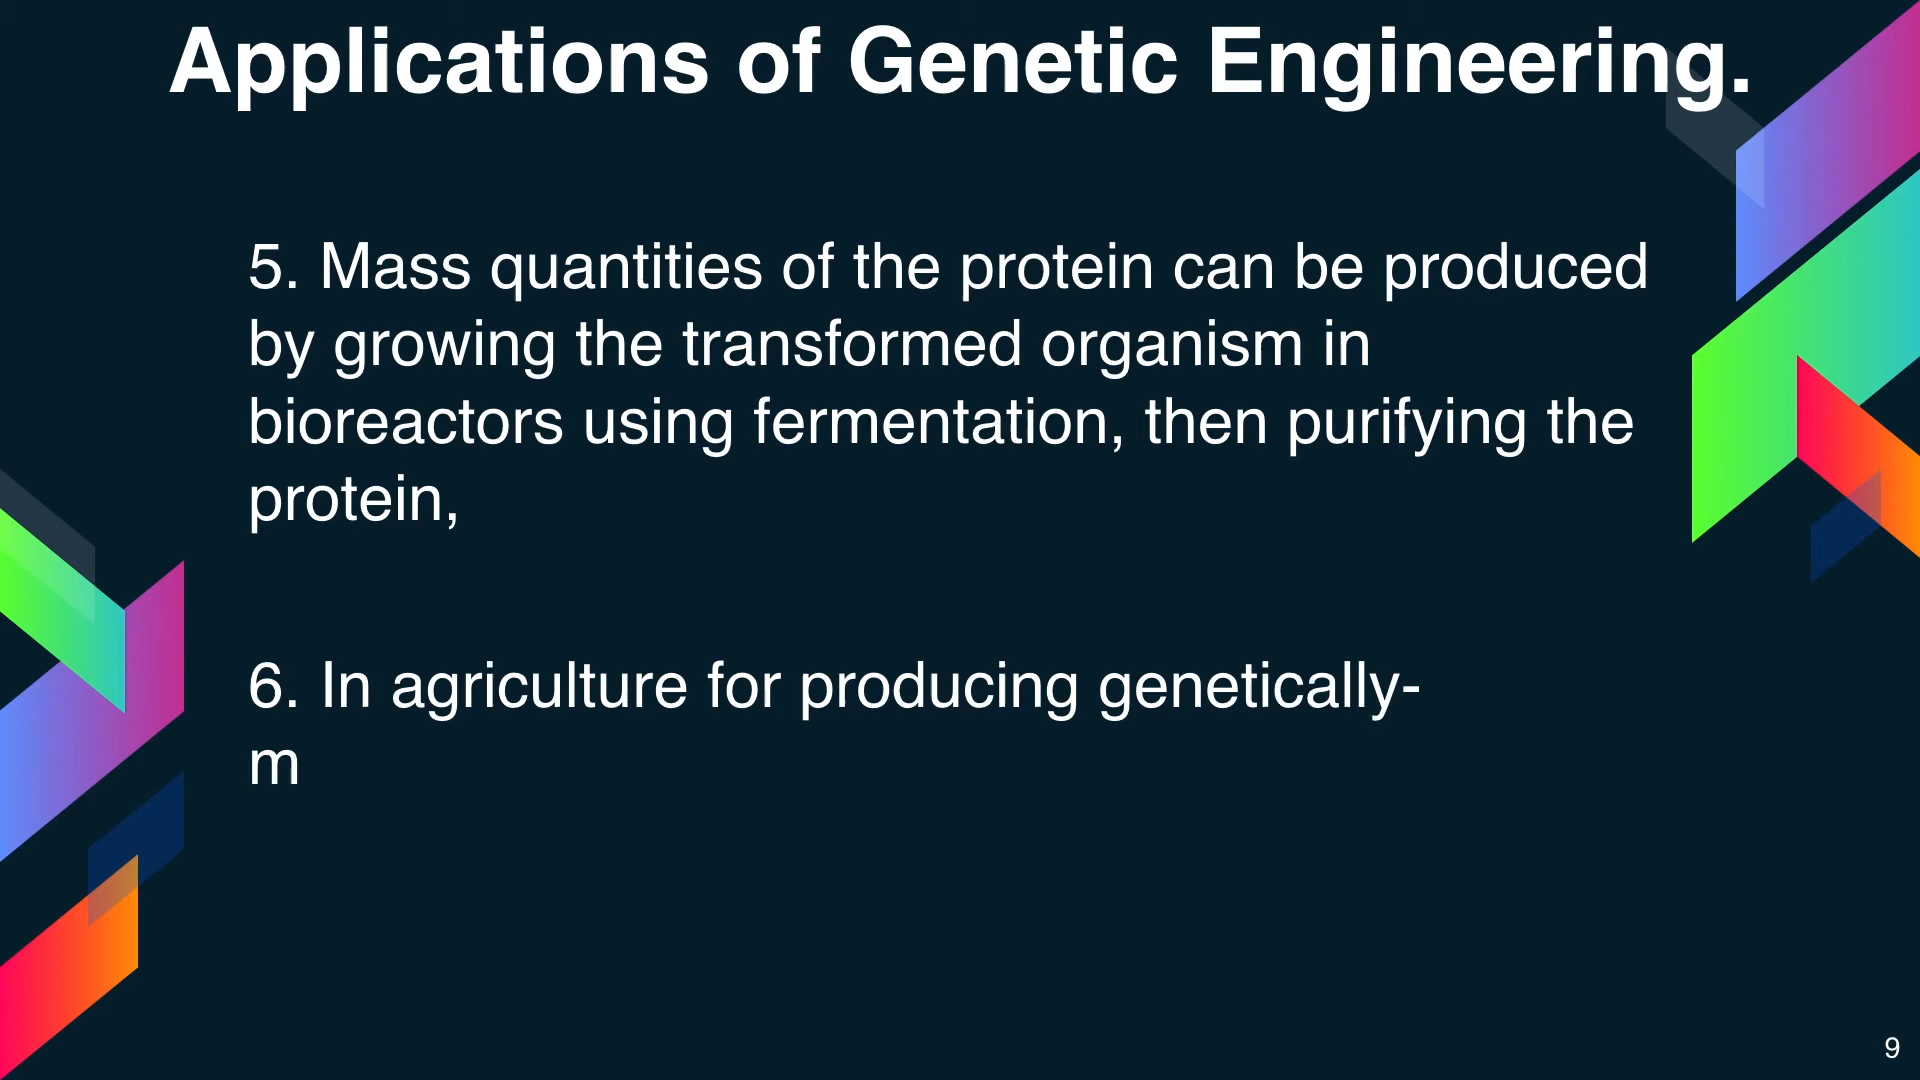 Applications of Genetic Engineering.
5. Mass quantities of the protein can be produced
by growing the transformed organism in
bioreactors using fermentation, then purifying the
protein,
6. In agriculture for producing genetically-
m
9